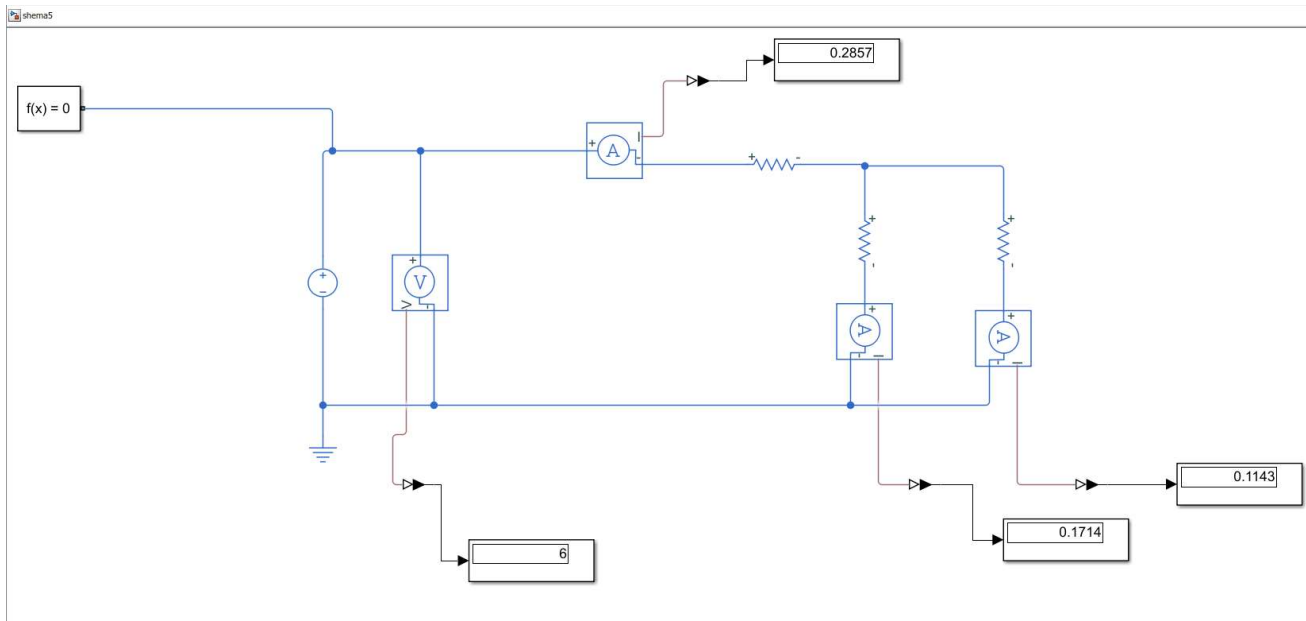 shema5
0.2857
f(x) = 0
+
A
I
-
+
-
+
+
+
-
+
V
V
-
-
-
+
A
-
I
+
A
-
I
0.1143
0.1714
6